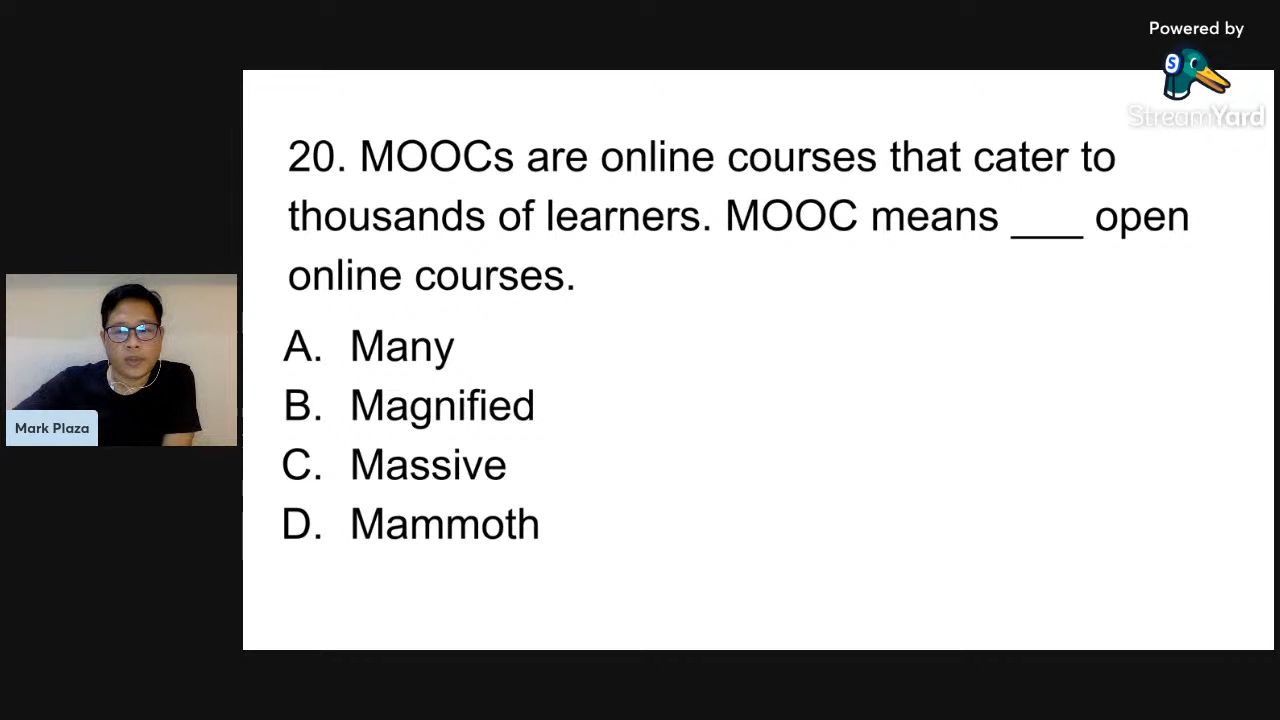 Powered by
S
StreamYard
20. MOOCs are online courses that cater to
thousands of learners. MOOC means ___ open
online courses.
A. Many
B. Magnified
C. Massive
D. Mammoth
Mark Plaza